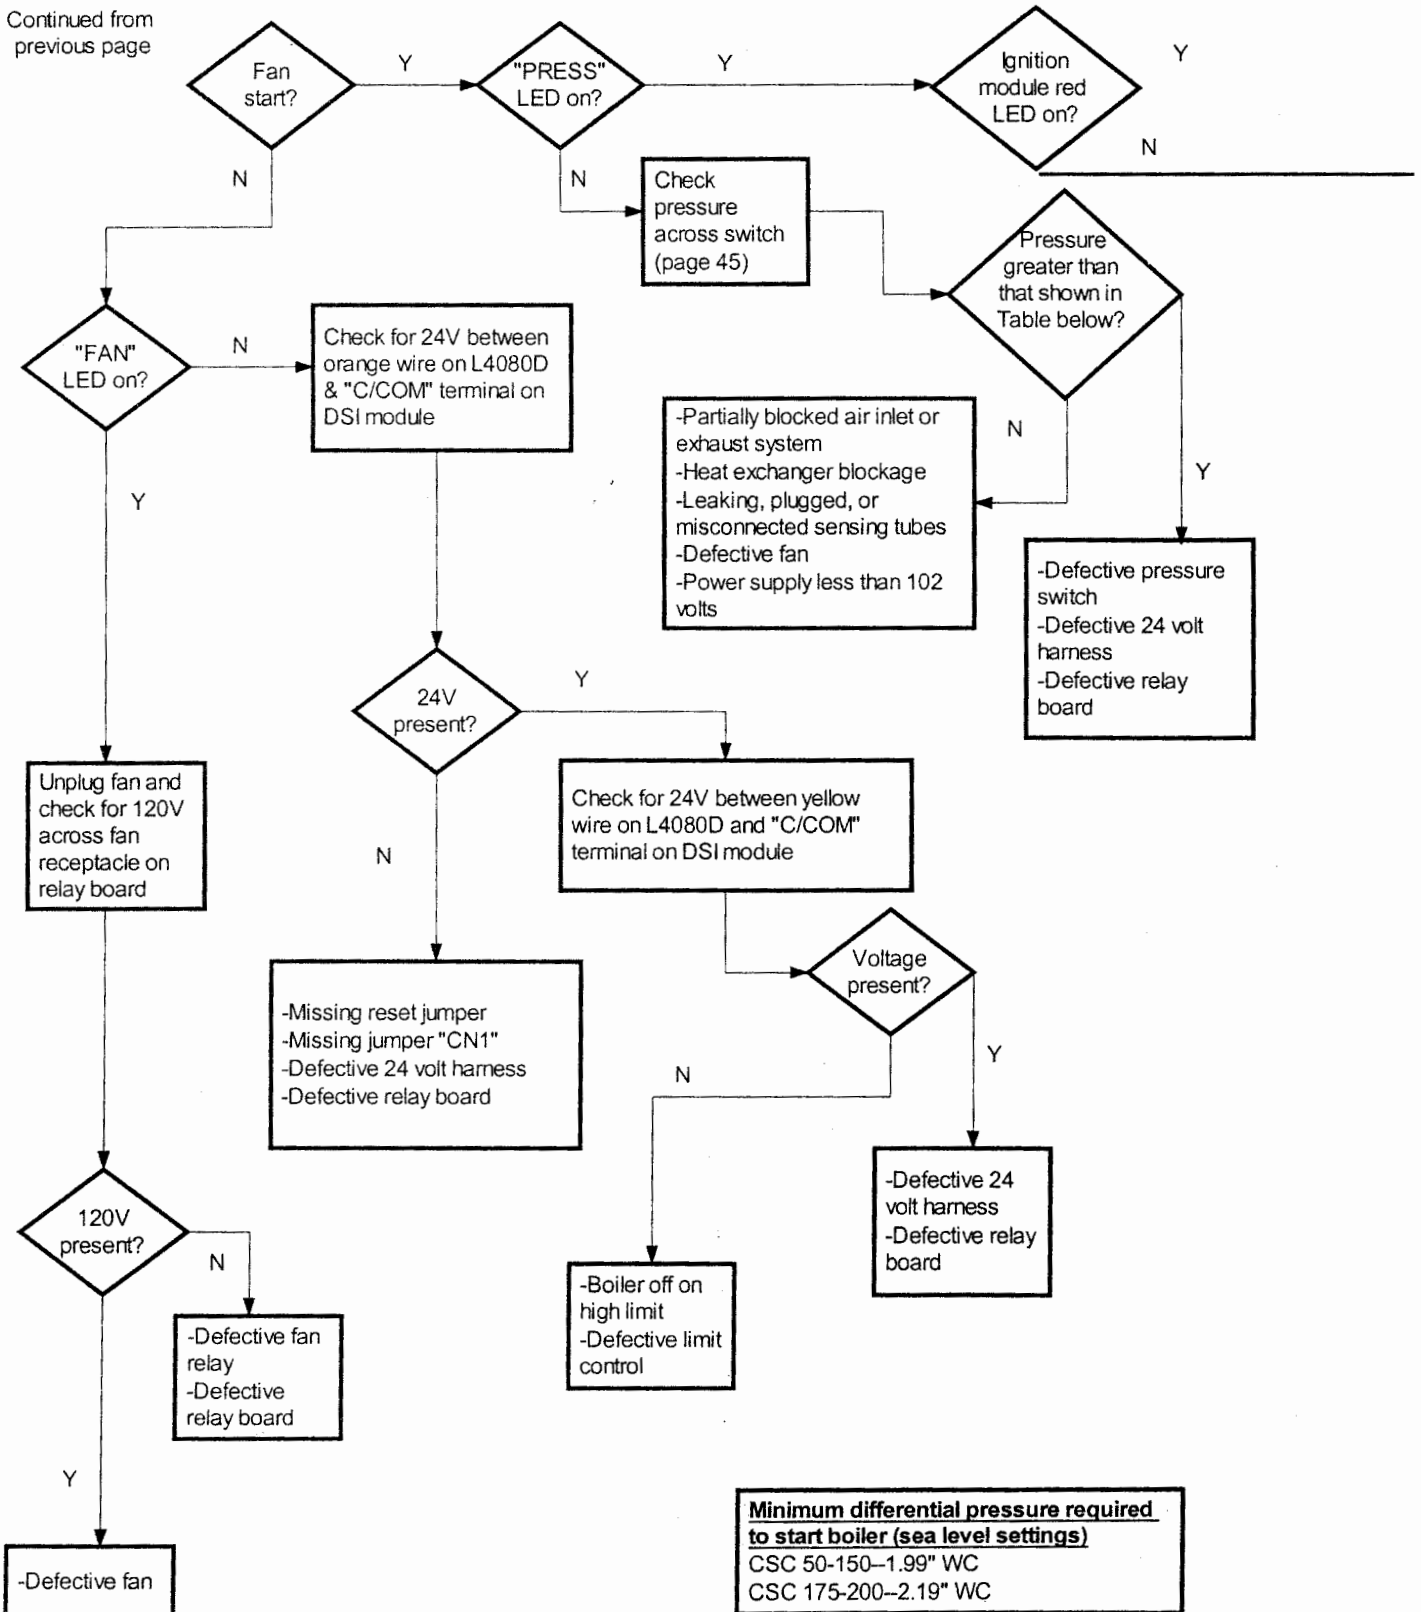 Continued from
previous page
Fan
start?
Y
"PRESS"
LED on?
Y
Ignition
module red
LED on?
Y
N
N
N
Check
pressure
across switch
(page 45)
Pressure
greater than
that shown in
Table below?
"FAN"
LED on?
N
Check for 24V between
orange wire on L4080D
& "C/COM" terminal on
DSI module
-Partially blocked air inlet or
exhaust system
-Heat exchanger blockage
-Leaking, plugged, or
misconnected sensing tubes
-Defective fan
-Power supply less than 102
volts
N
Y
Y
-Defective pressure
switch
-Defective 24 volt
harness
-Defective relay
board
24V
present?
Y
Unplug fan and
check for 120V
across fan
receptacle on
relay board
Check for 24V between yellow
wire on L4080D and "C/COM"
terminal on DSI module
N
Voltage
present?
-Missing reset jumper
-Missing jumper "CN1"
-Defective 24 volt harness
-Defective relay board
N
Y
-Defective 24
volt harness
-Defective relay
board
120V
present?
N
-Boiler off on
high limit
-Defective limit
control
-Defective fan
relay
-Defective
relay board
Y
-Defective fan
Minimum differential pressure required
to start boiler (sea level settings)
CSC 50-150--1.99" WC
CSC 175-200--2.19" WC